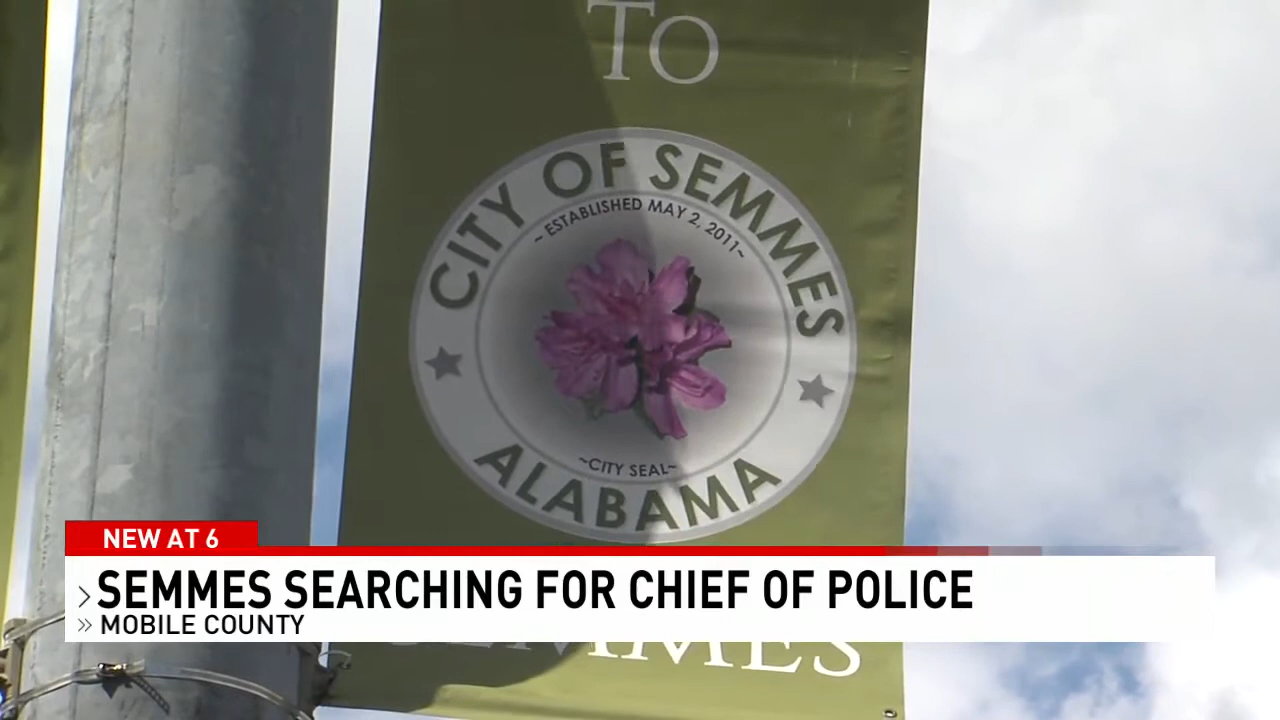 TO
CITY OF SEMMES
~ ESTABLISHED MAY 2, 2011~
~CITY SEAL~
ALABAMA
NEW AT 6
SEMMES SEARCHING FOR CHIEF OF POLICE
MOBILE COUNTY
SEMMES